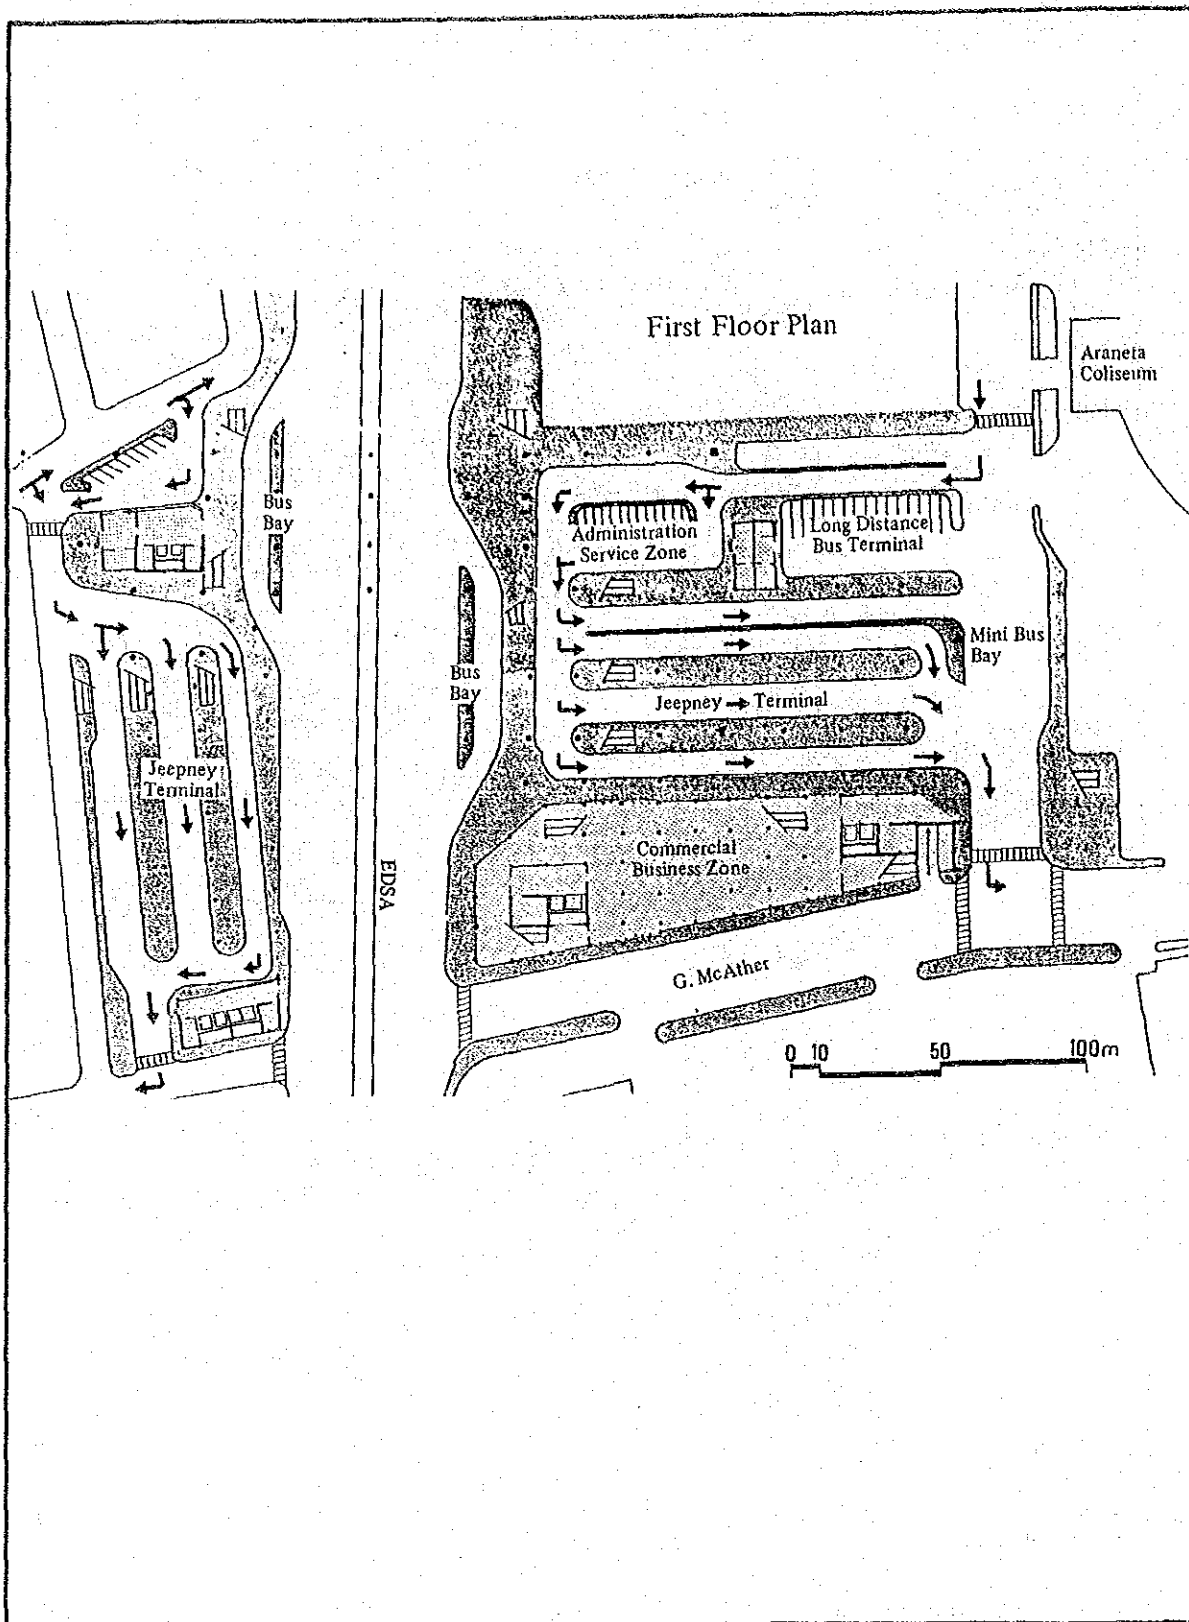 First Floor Plan
Araneta
Coliseum
Bus
Bay
Administration
Service Zone
Long Distance
Bus Terminal
Mini Bus
Bay
Bus
Bay
Jeepney
Terminal
Jeepney
Terminal
Commercial
Business Zone
EDSA
G. McAther
0 10 50 100m